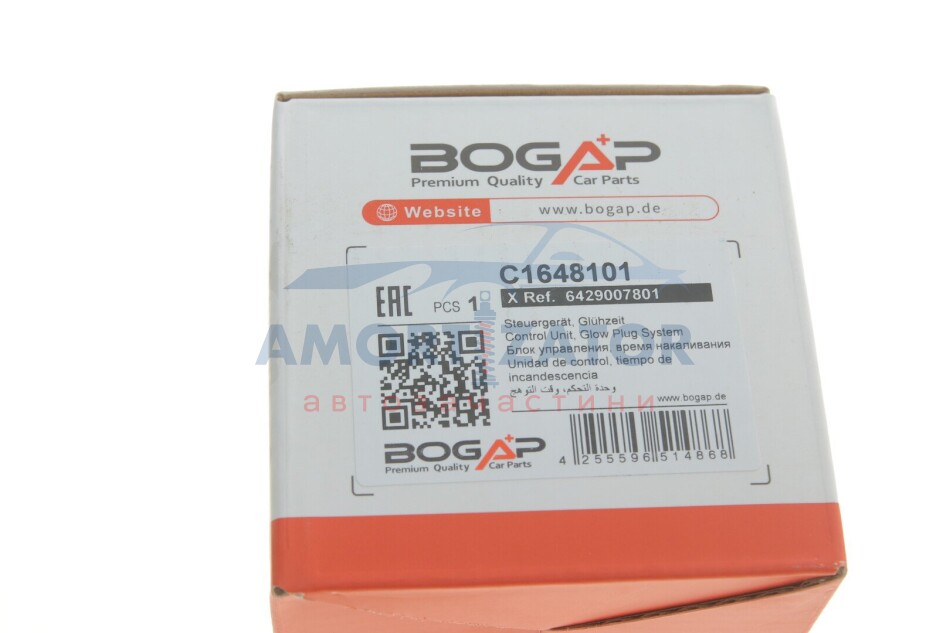 BOGAP
Premium Quality Car Parts
Website www.bogap.de
C1648101
X Ref. 6429007801
EAC PCS 1
Steuergerät, Glühzeit
Control Unit, Glow Plug System
Блок управления, время накаливания
Unidad de control, tiempo de
incandescencia
وحدة التحكم، وقت التوهج
www.bogap.de
BOGAP
Premium Quality Car Parts
4 255596 514868
AMORTIZATOR
автозапчастини